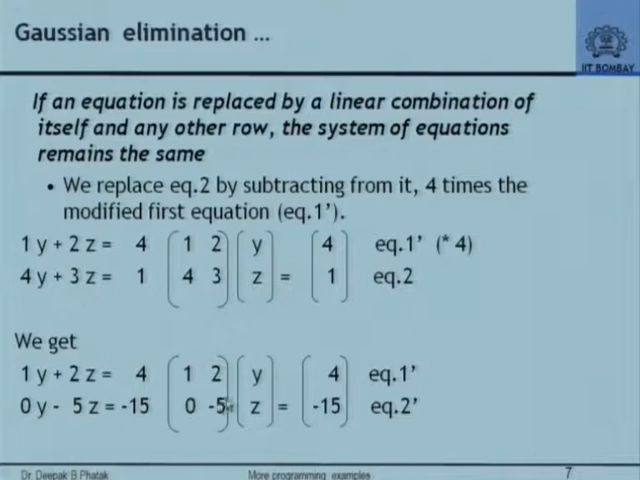 Gaussian elimination ...
IIT BOMBAY
If an equation is replaced by a linear combination of
itself and any other row, the system of equations
remains the same
• We replace eq.2 by subtracting from it, 4 times the
modified first equation (eq.1’).
1 y + 2 z = 4 ( 1 2 ) ( y ) ( 4 ) eq.1’ (* 4)
4 y + 3 z = 1 ( 4 3 ) ( z ) = ( 1 ) eq.2
We get
1 y + 2 z = 4 ( 1 2 ) ( y ) ( 4 ) eq.1’
0 y - 5 z = -15 ( 0 -5 ) ( z ) = ( -15 ) eq.2’
Dr. Deepak B Phatak More programming examples 7